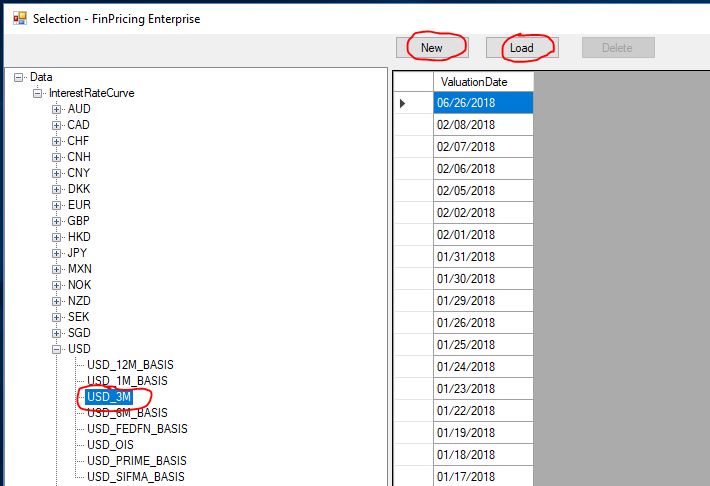 Selection - FinPricing Enterprise
New Load Delete
Data
InterestRateCurve
AUD
CAD
CHF
CNH
CNY
DKK
EUR
GBP
HKD
JPY
MXN
NOK
NZD
SEK
SGD
USD
USD_12M_BASIS
USD_1M_BASIS
USD_3M
USD_6M_BASIS
USD_FEDFN_BASIS
USD_OIS
USD_PRIME_BASIS
USD_SIFMA_BASIS
ValuationDate
06/26/2018
02/08/2018
02/07/2018
02/06/2018
02/05/2018
02/02/2018
02/01/2018
01/31/2018
01/30/2018
01/29/2018
01/26/2018
01/25/2018
01/24/2018
01/23/2018
01/22/2018
01/19/2018
01/18/2018
01/17/2018